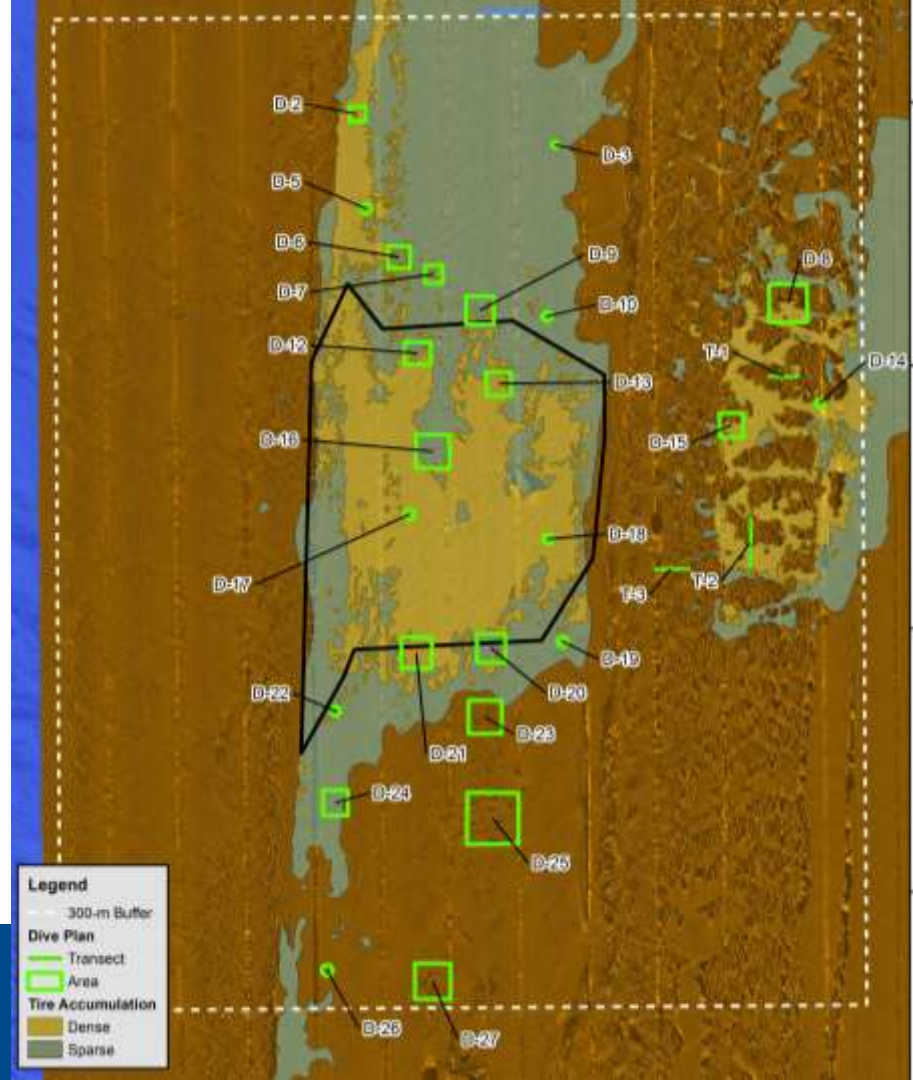 D-2
D-3
D-5
D-6
D-9
D-8
D-7
D-10
D-12
T-1
D-14
D-13
D-16
D-15
D-18
D-17
T-3
T-2
D-19
D-22
D-20
D-23
D-21
D-24
D-25
Legend
300-m Buffer
Dive Plan
Transect
Area
Tire Accumulation
Dense
Sparse
D-26
D-27